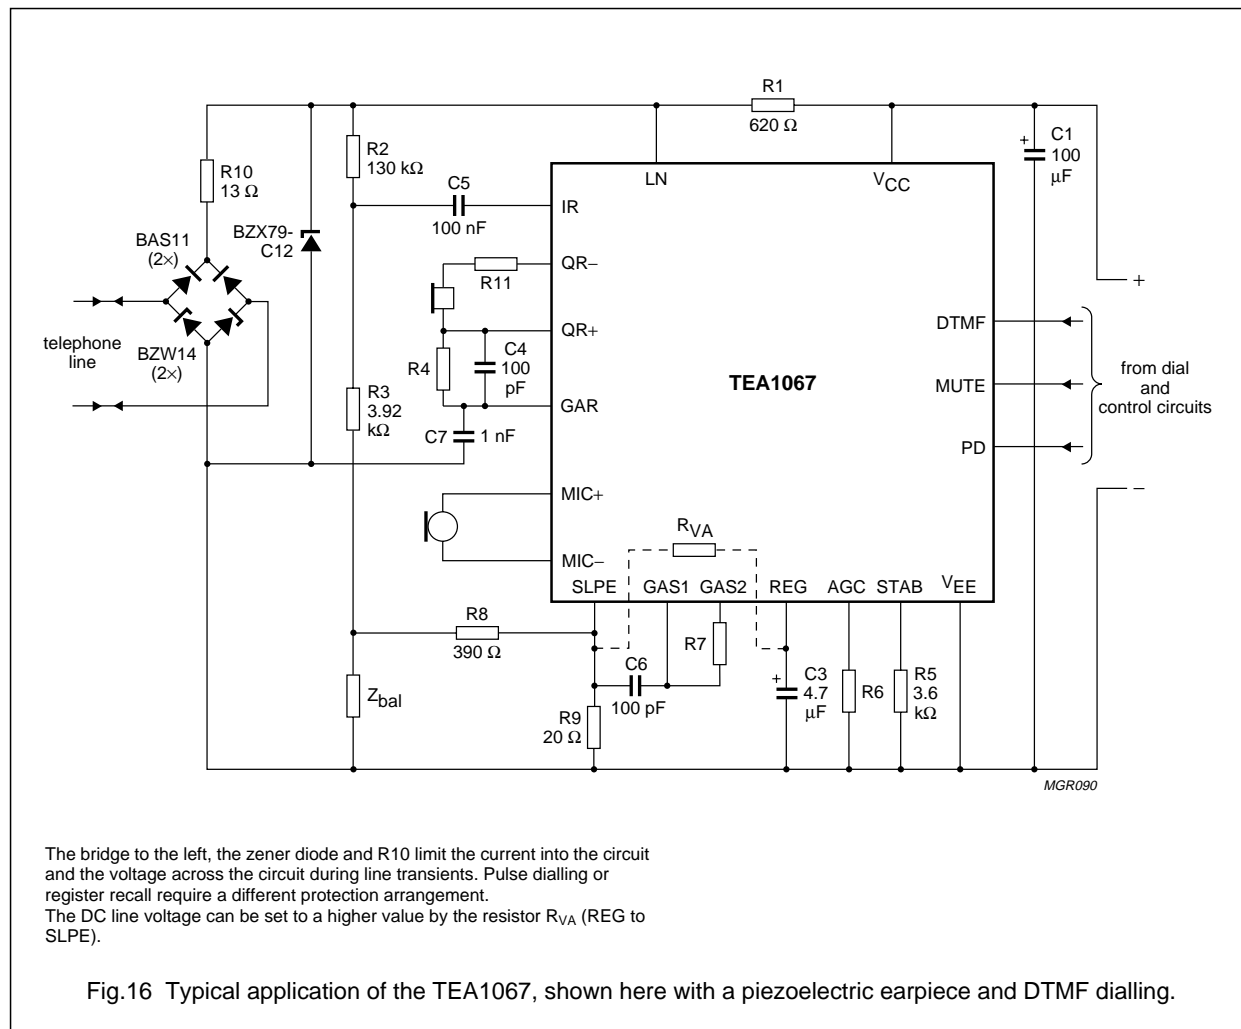 R1
620 Ω
R2
130 kΩ
C1
100
μF
+
R10
13 Ω
LN
VCC
C5
100 nF
IR
BAS11
(2×)
BZX79-
C12
QR−
R11
+
telephone
line
BZW14
(2×)
QR+
R4
C4
100
pF
DTMF
TEA1067
MUTE
from dial
and
control circuits
R3
3.92
kΩ
GAR
C7
1 nF
PD
−
MIC+
MIC−
RVA
SLPE
GAS1
GAS2
REG
AGC
STAB
VEE
R8
390 Ω
R7
C6
100 pF
+
C3
4.7
μF
R6
R5
3.6
kΩ
Zbal
R9
20 Ω
MGR090
The bridge to the left, the zener diode and R10 limit the current into the circuit
and the voltage across the circuit during line transients. Pulse dialling or
register recall require a different protection arrangement.
The DC line voltage can be set to a higher value by the resistor RVA (REG to
SLPE).
Fig.16 Typical application of the TEA1067, shown here with a piezoelectric earpiece and DTMF dialling.